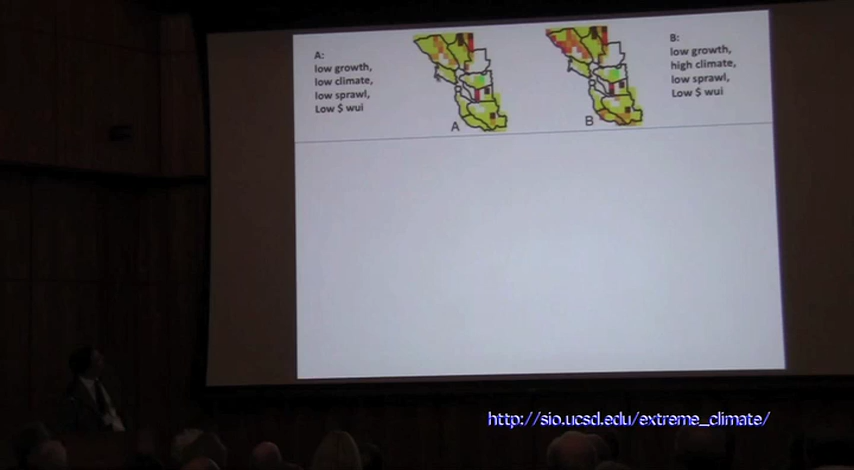 A:
low growth,
low climate,
low sprawl,
Low $ wui
A
B
B:
low growth,
high climate,
low sprawl,
Low $ wui
http://sio.ucsd.edu/extreme_climate/